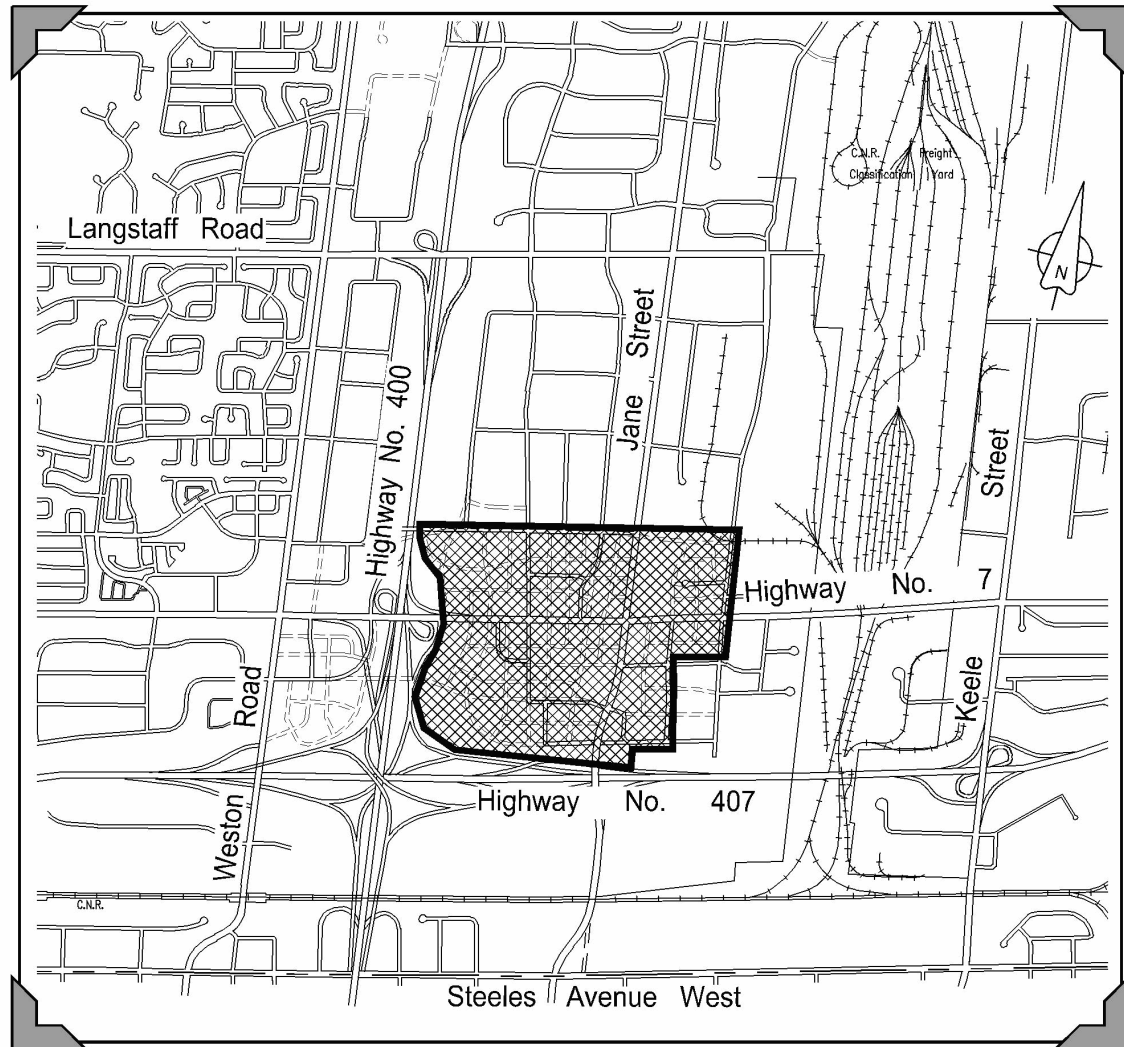 C.N.R. Freight
Classification Yard
Langstaff Road
N
Jane Street
Highway No. 400
Street
Highway No. 7
Keele
Road
Weston
Highway No. 407
C.N.R.
Steeles Avenue West